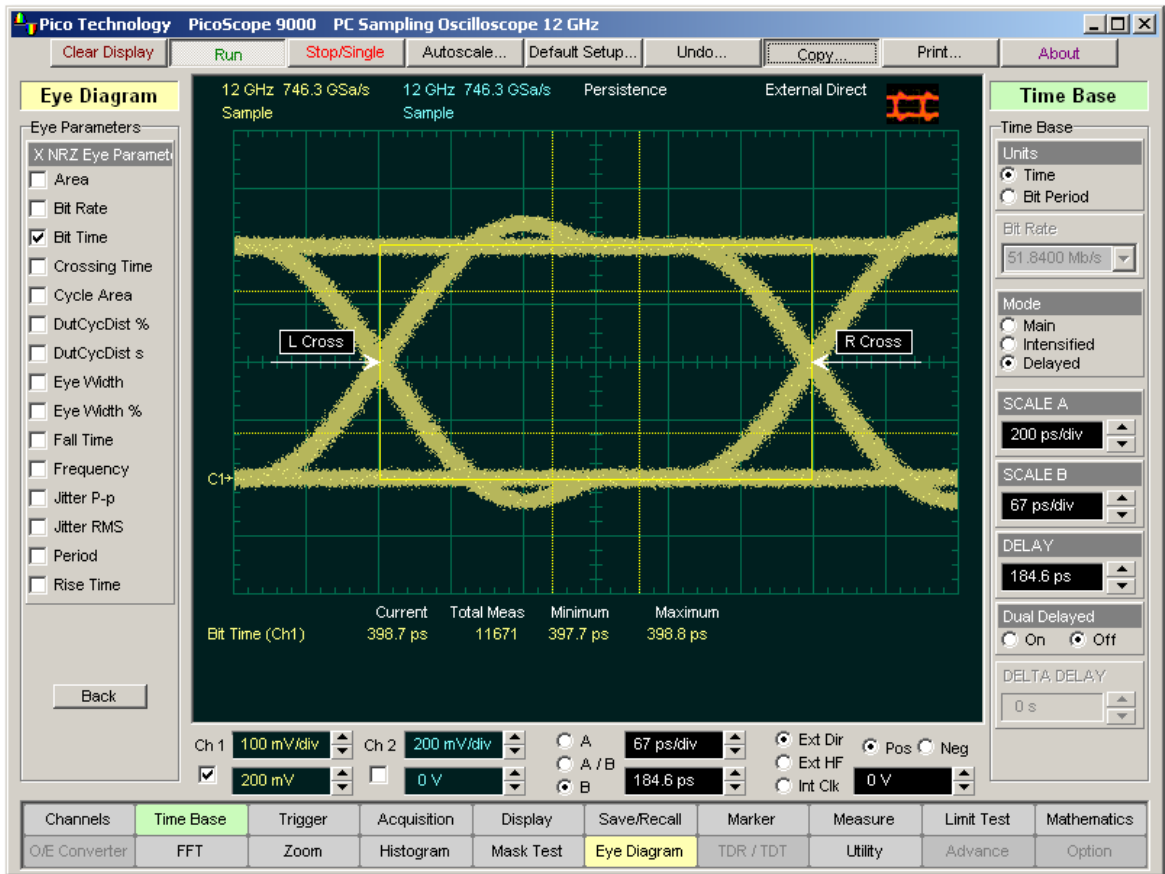 Pico Technology PicoScope 9000 PC Sampling Oscilloscope 12 GHz
Clear Display Run Stop/Single Autoscale... Default Setup... Undo... Copy... Print... About
Eye Diagram
Eye Parameters
X NRZ Eye Paramet
Area
Bit Rate
Bit Time
Crossing Time
Cycle Area
DutCycDist %
DutCycDist s
Eye Width
Eye Width %
Fall Time
Frequency
Jitter P-p
Jitter RMS
Period
Rise Time
Back
12 GHz 746.3 GSa/s 12 GHz 746.3 GSa/s Persistence External Direct
Sample Sample
L Cross R Cross
C1
Current Total Meas Minimum Maximum
Bit Time (Ch1) 398.7 ps 11671 397.7 ps 398.8 ps
Time Base
Time Base
Units
Time
Bit Period
Bit Rate
51.8400 Mb/s
Mode
Main
Intensified
Delayed
SCALE A
200 ps/div
SCALE B
67 ps/div
DELAY
184.6 ps
Dual Delayed
On Off
DELTA DELAY
0 s
Ch 1 100 mV/div Ch 2 200 mV/div A 67 ps/div Ext Dir Pos Neg
A / B Ext HF
200 mV 0 V B 184.6 ps Int Clk 0 V
Channels Time Base Trigger Acquisition Display Save/Recall Marker Measure Limit Test Mathematics
O/E Converter FFT Zoom Histogram Mask Test Eye Diagram TDR / TDT Utility Advance Option